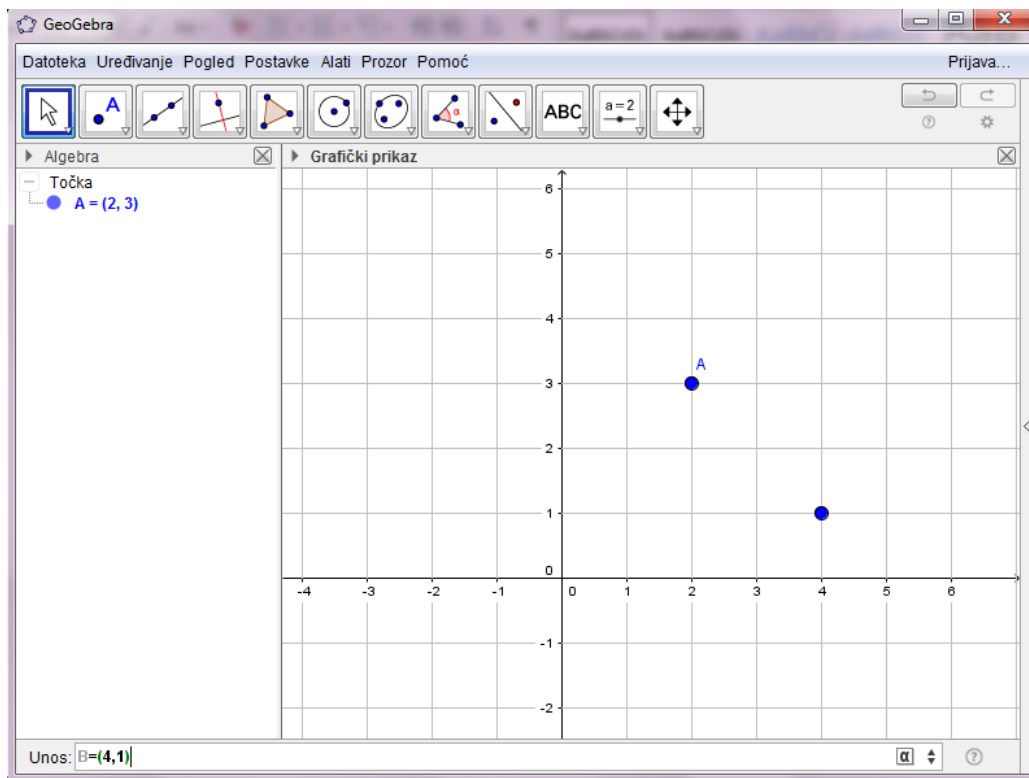 GeoGebra
Datoteka Uređivanje Pogled Postavke Alati Prozor Pomoć Prijava...
A ABC a = 2
α
Algebra
Grafički prikaz
Točka
A = (2, 3)
6
5
4
A
3
2
1
0
-4 -3 -2 -1 0 1 2 3 4 5 6
-1
-2
Unos: B=(4,1) α